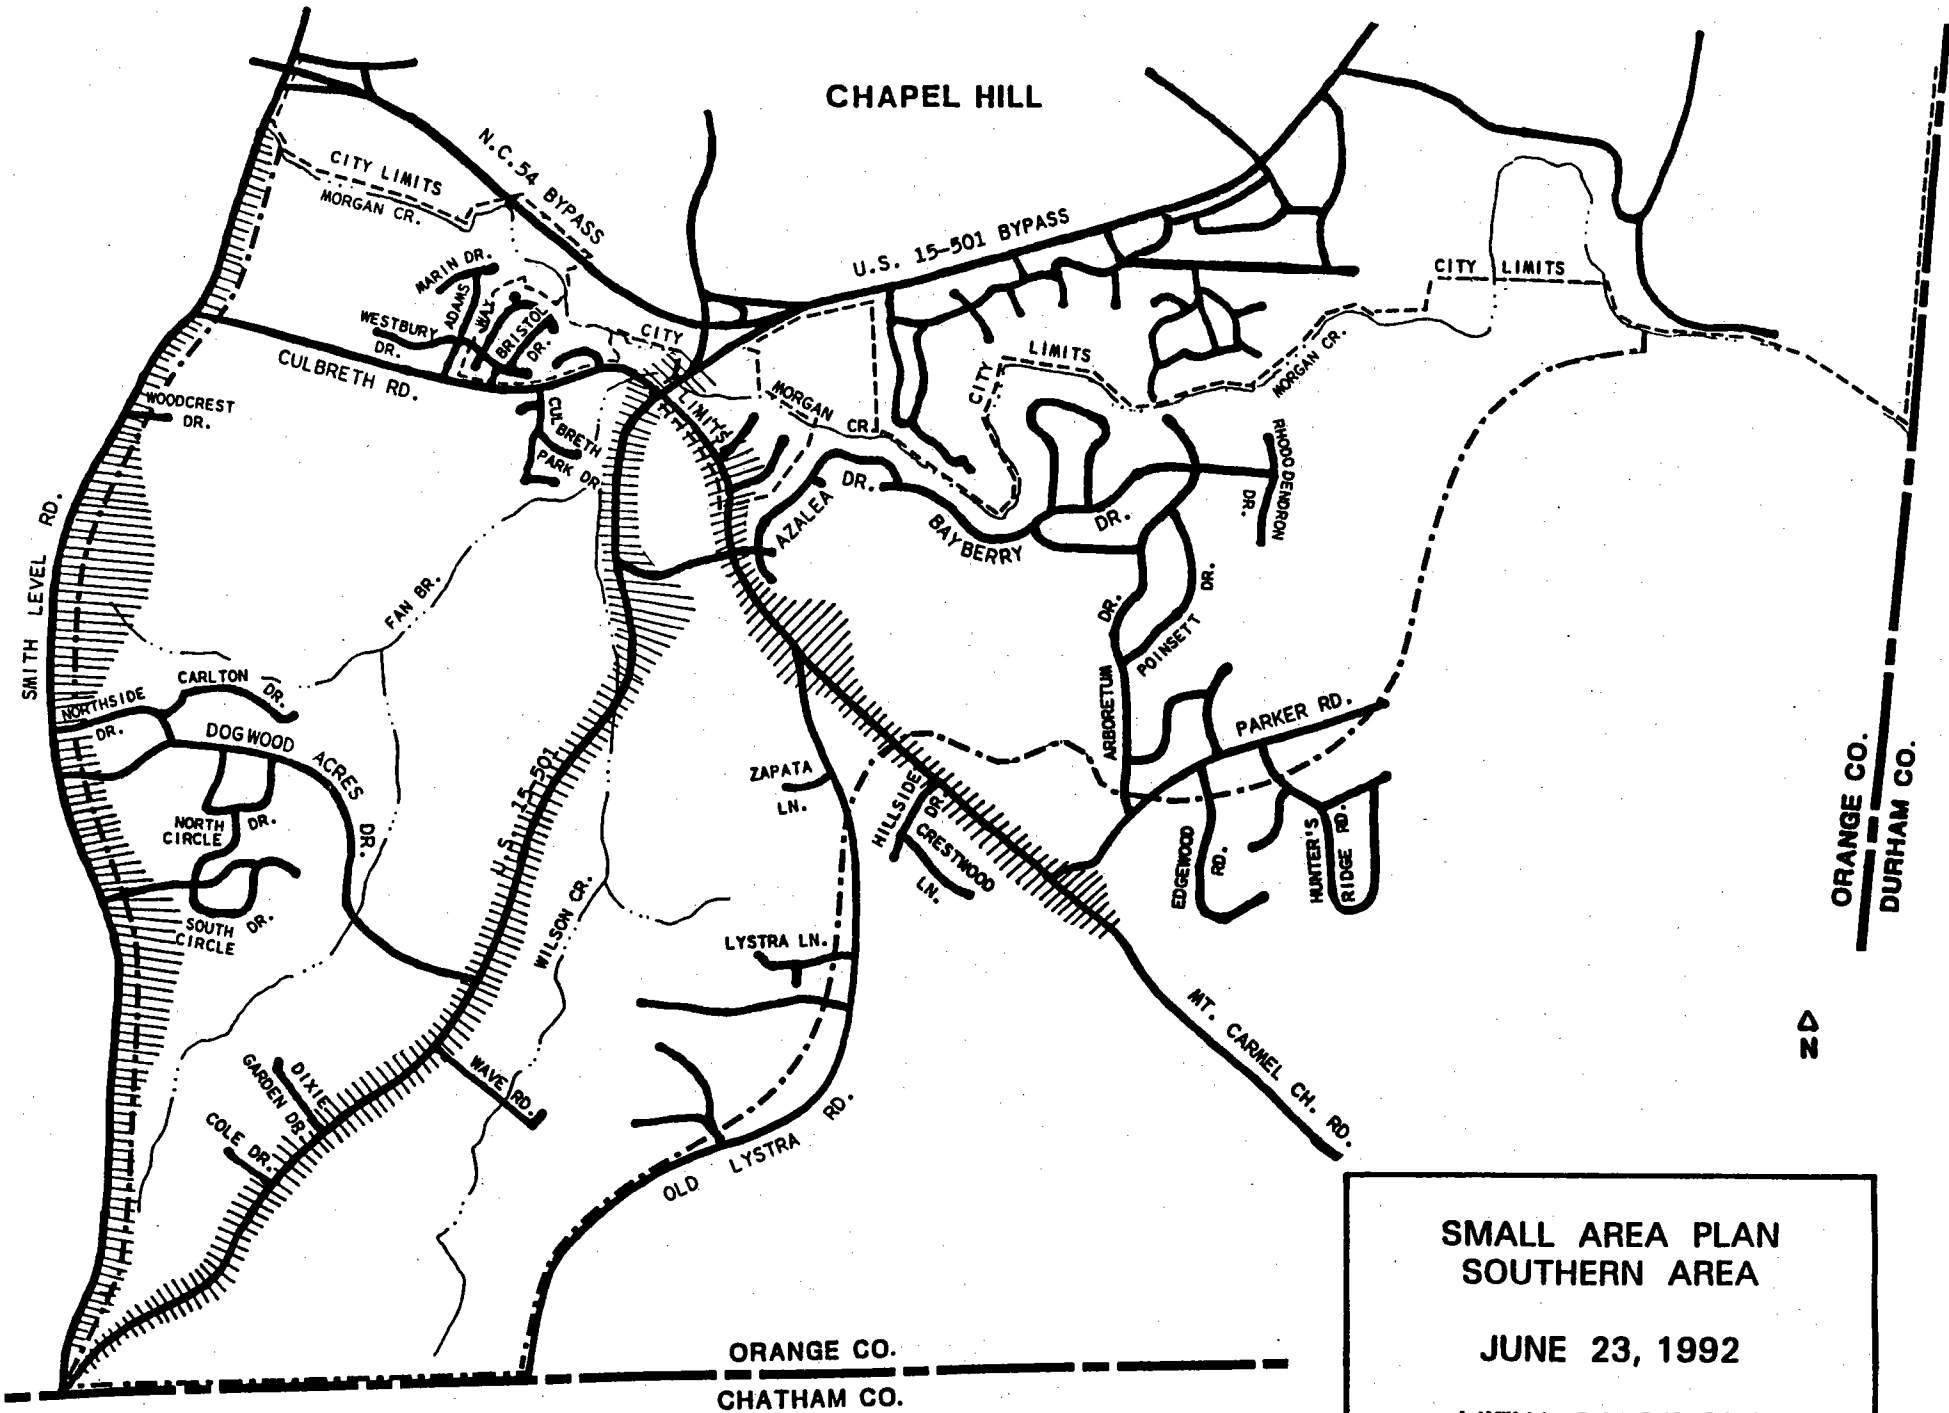 CHAPEL HILL
N.C. 54 BYPASS
CITY LIMITS
MORGAN CR.
U.S. 15-501 BYPASS
MARIN DR.
ADAMS
WAY
BRISTOL
DR.
WESTBURY
DR.
CITY
LIMITS
CULBRETH RD.
CITY LIMITS
CITY
LIMITS
MORGAN CR.
MORGAN
CR.
WOODCREST
DR.
CULBRETH
PARK DR.
AZALEA
DR.
BAYBERRY
DR.
RHODODENDRON
DR.
SMITH LEVEL RD.
FAN BR.
DR.
POINSETT
DR.
ARBORETUM
CARLTON DR.
NORTHSIDE
DR.
DOGWOOD ACRES
DR.
NORTH
CIRCLE
DR.
SOUTH
CIRCLE
DR.
U.S. 15-501
WILSON CR.
ZAPATA
LN.
HILLSIDE
DR.
CRESTWOOD
LN.
PARKER RD.
EDGEWOOD
RD.
HUNTER'S
RIDGE RD.
ORANGE CO.
DURHAM CO.
LYSTRA LN.
N
MT. CARMEL CH. RD.
DIXIE
GARDEN DR.
COLE DR.
WAVE RD.
OLD LYSTRA RD.
SMALL AREA PLAN
SOUTHERN AREA
JUNE 23, 1992
ORANGE CO.
CHATHAM CO.